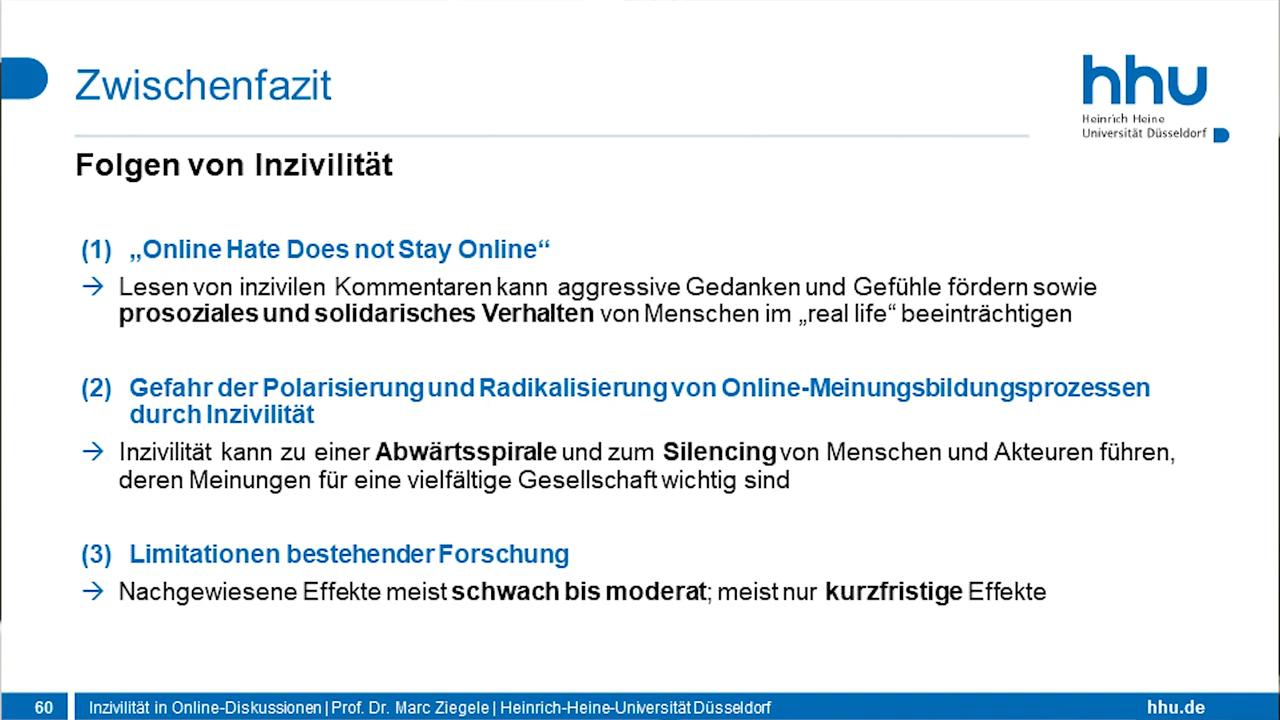 Zwischenfazit
hhu
Heinrich Heine
Universität Düsseldorf
Folgen von Inzivilität
(1) „Online Hate Does not Stay Online“
→ Lesen von inzivilen Kommentaren kann aggressive Gedanken und Gefühle fördern sowie
prosoziales und solidarisches Verhalten von Menschen im „real life“ beeinträchtigen
(2) Gefahr der Polarisierung und Radikalisierung von Online-Meinungsbildungsprozessen
durch Inzivilität
→ Inzivilität kann zu einer Abwärtsspirale und zum Silencing von Menschen und Akteuren führen,
deren Meinungen für eine vielfältige Gesellschaft wichtig sind
(3) Limitationen bestehender Forschung
→ Nachgewiesene Effekte meist schwach bis moderat; meist nur kurzfristige Effekte
60 Inzivilität in Online-Diskussionen | Prof. Dr. Marc Ziegele | Heinrich-Heine-Universität Düsseldorf hhu.de